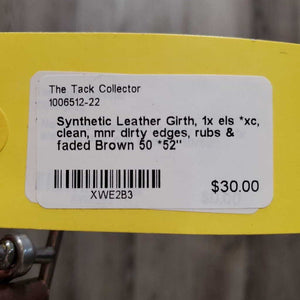 The Tack Collector
1006512-22
Synthetic Leather Girth, 1x els *xc,
clean, mnr dirty edges, rubs &
faded Brown 50 *52"
$30.00
XWE2B3